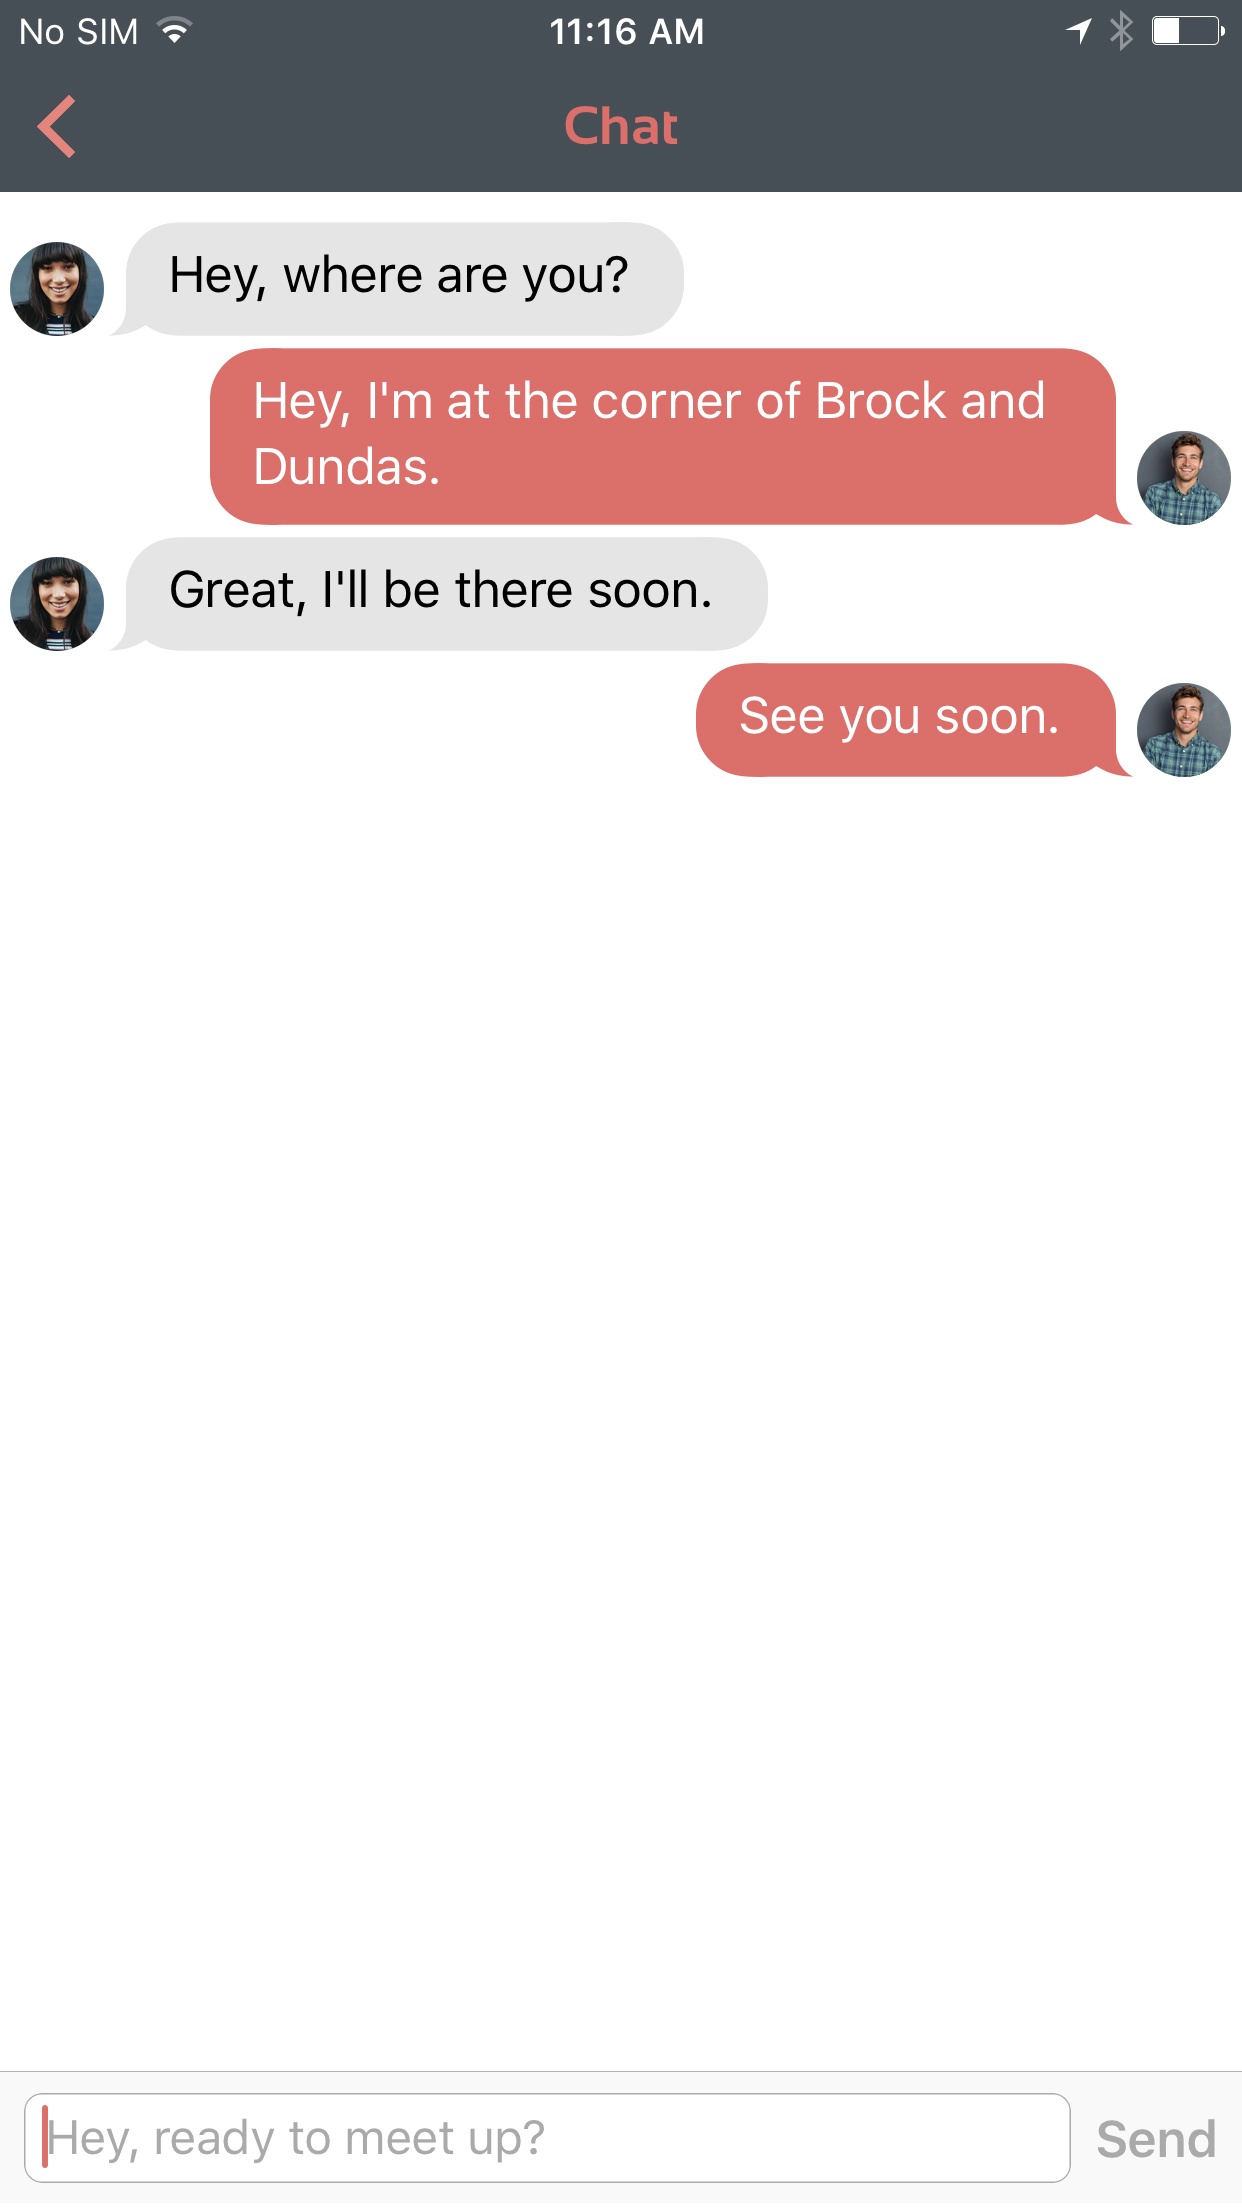 No SIM 11:16 AM
Chat
Hey, where are you?
Hey, I'm at the corner of Brock and
Dundas.
Great, I'll be there soon.
See you soon.
Hey, ready to meet up? Send